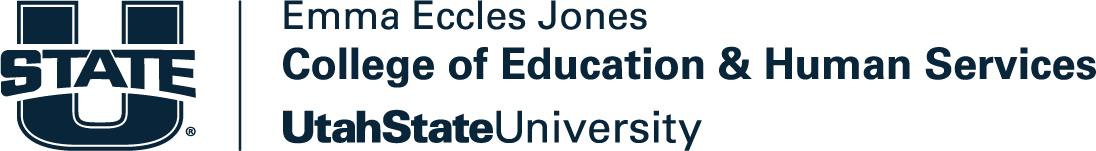 STATE
U
®
Emma Eccles Jones
College of Education & Human Services
UtahStateUniversity